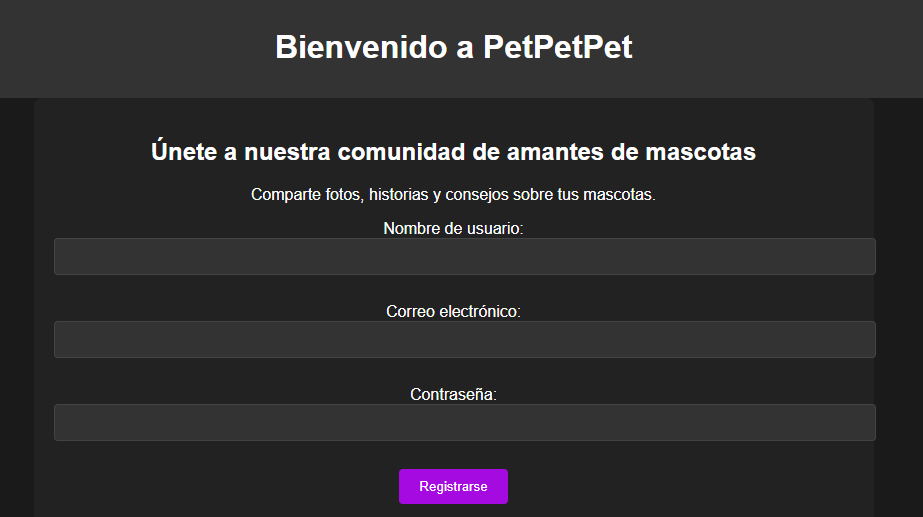 Bienvenido a PetPetPet
Únete a nuestra comunidad de amantes de mascotas
Comparte fotos, historias y consejos sobre tus mascotas.
Nombre de usuario:
Correo electrónico:
Contraseña:
Registrarse